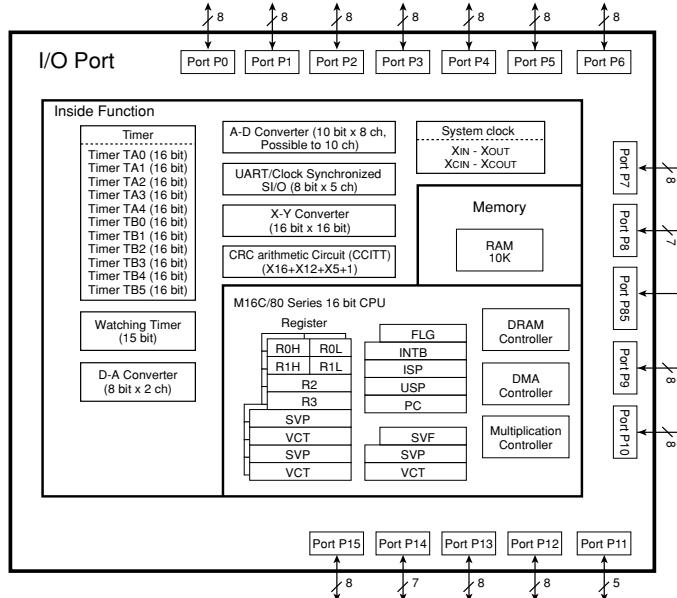 8 8 8 8 8 8 8
I/O Port
Port P0 Port P1 Port P2 Port P3 Port P4 Port P5 Port P6
Inside Function
Timer
Timer TA0 (16 bit)
Timer TA1 (16 bit)
Timer TA2 (16 bit)
Timer TA3 (16 bit)
Timer TA4 (16 bit)
Timer TB0 (16 bit)
Timer TB1 (16 bit)
Timer TB2 (16 bit)
Timer TB3 (16 bit)
Timer TB4 (16 bit)
Timer TB5 (16 bit)
Watching Timer
(15 bit)
D-A Converter
(8 bit x 2 ch)
A-D Converter (10 bit x 8 ch,
Possible to 10 ch)
UART/Clock Synchronized
SI/O (8 bit x 5 ch)
X-Y Converter
(16 bit x 16 bit)
CRC arithmetic Circuit (CCITT)
(X16+X12+X5+1)
System clock
XIN - XOUT
XCIN - XCOUT
Memory
RAM
10K
M16C/80 Series 16 bit CPU
Register
R0H R0L
R1H R1L
R2
R3
SVP
VCT
SVP
VCT
FLG
INTB
ISP
USP
PC
SVF
SVP
VCT
DRAM
Controller
DMA
Controller
Multiplication
Controller
Port P7
8
Port P8
7
Port P85
Port P9
8
Port P10
8
Port P15 Port P14 Port P13 Port P12 Port P11
8 7 8 8 5